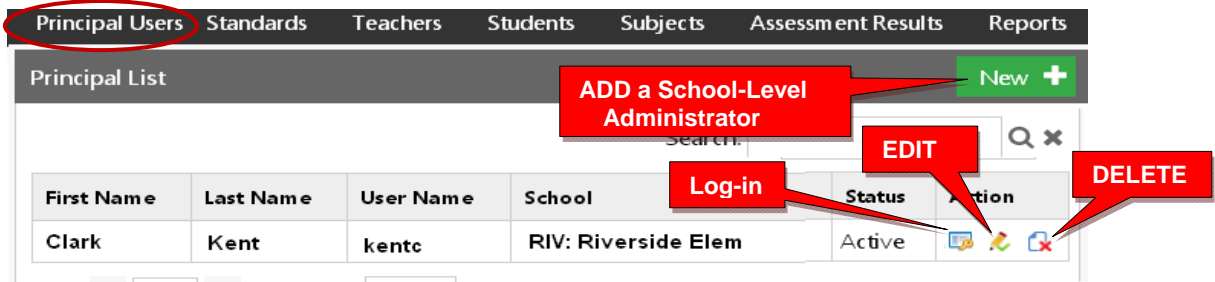 Principal Users Standards Teachers Students Subjects Assessment Results Reports
Principal List
New
ADD a School-Level
Administrator
Search:
EDIT
Log-in
DELETE
First Name Last Name User Name School Status Action
Clark Kent kentc RIV: Riverside Elem Active